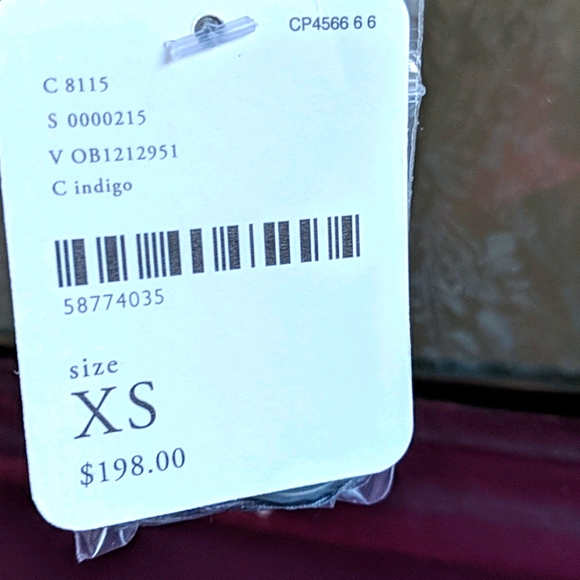 CP4566 6 6
C 8115
S 0000215
V OB1212951
C indigo
58774035
size
XS
$198.00